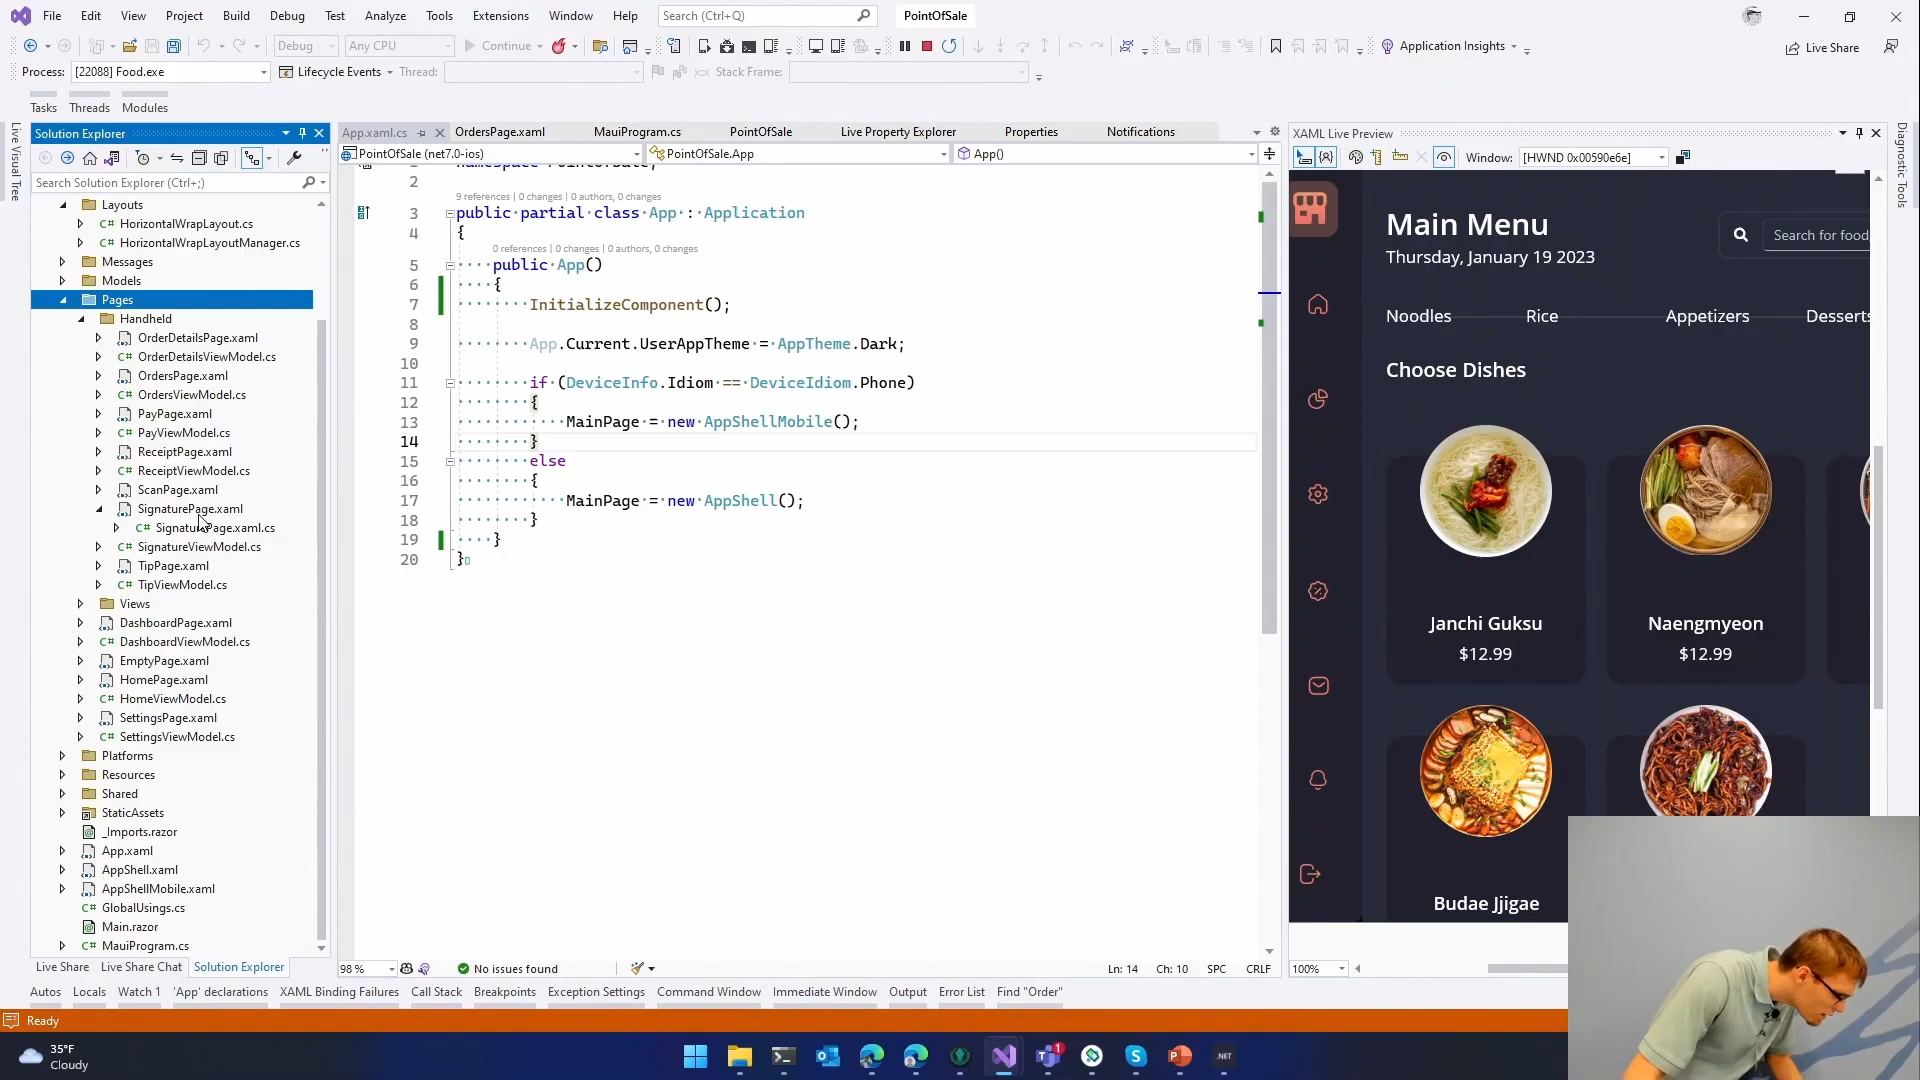 File Edit View Project Build Debug Test Analyze Tools Extensions Window Help Search (Ctrl+Q) PointOfSale
Debug Any CPU Continue Application Insights Live Share
Process: [22088] Food.exe Lifecycle Events Thread: Stack Frame:
Tasks Threads Modules
Live Visual Tree
Solution Explorer
Search Solution Explorer (Ctrl+;)
Layouts
C# HorizontalWrapLayout.cs
C# HorizontalWrapLayoutManager.cs
Messages
Models
Pages
Handheld
OrderDetailsPage.xaml
C# OrderDetailsViewModel.cs
OrdersPage.xaml
C# OrdersViewModel.cs
PayPage.xaml
C# PayViewModel.cs
ReceiptPage.xaml
C# ReceiptViewModel.cs
ScanPage.xaml
SignaturePage.xaml
C# SignaturePage.xaml.cs
C# SignatureViewModel.cs
TipPage.xaml
C# TipViewModel.cs
Views
DashboardPage.xaml
C# DashboardViewModel.cs
EmptyPage.xaml
HomePage.xaml
C# HomeViewModel.cs
SettingsPage.xaml
C# SettingsViewModel.cs
Platforms
Resources
Shared
StaticAssets
_Imports.razor
App.xaml
AppShell.xaml
AppShellMobile.xaml
C# GlobalUsings.cs
Main.razor
C# MauiProgram.cs
Live Share Live Share Chat Solution Explorer
App.xaml.cs OrdersPage.xaml MauiProgram.cs PointOfSale Live Property Explorer Properties Notifications
PointOfSale (net7.0-ios) PointOfSale.App App()
1 namespace PointOfSale;
2
9 references | 0 changes | 0 authors, 0 changes
3 public partial class App : Application
4 {
0 references | 0 changes | 0 authors, 0 changes
5 public App()
6 {
7 InitializeComponent();
8
9 App.Current.UserAppTheme = AppTheme.Dark;
10
11 if (DeviceInfo.Idiom == DeviceIdiom.Phone)
12 {
13 MainPage = new AppShellMobile();
14 }
15 else
16 {
17 MainPage = new AppShell();
18 }
19 }
20 }
98 % No issues found Ln: 14 Ch: 10 SPC CRLF
XAML Live Preview
Window: [HWND 0x00590e6e]
Main Menu
Thursday, January 19 2023
Search for food
Noodles Rice Appetizers Desserts
Choose Dishes
Janchi Guksu
$12.99
Naengmyeon
$12.99
Budae Jjigae
100%
Diagnostic Tools
Autos Locals Watch 1 'App' declarations XAML Binding Failures Call Stack Breakpoints Exception Settings Command Window Immediate Window Output Error List Find "Order"
Ready
35°F
Cloudy
1
.NET